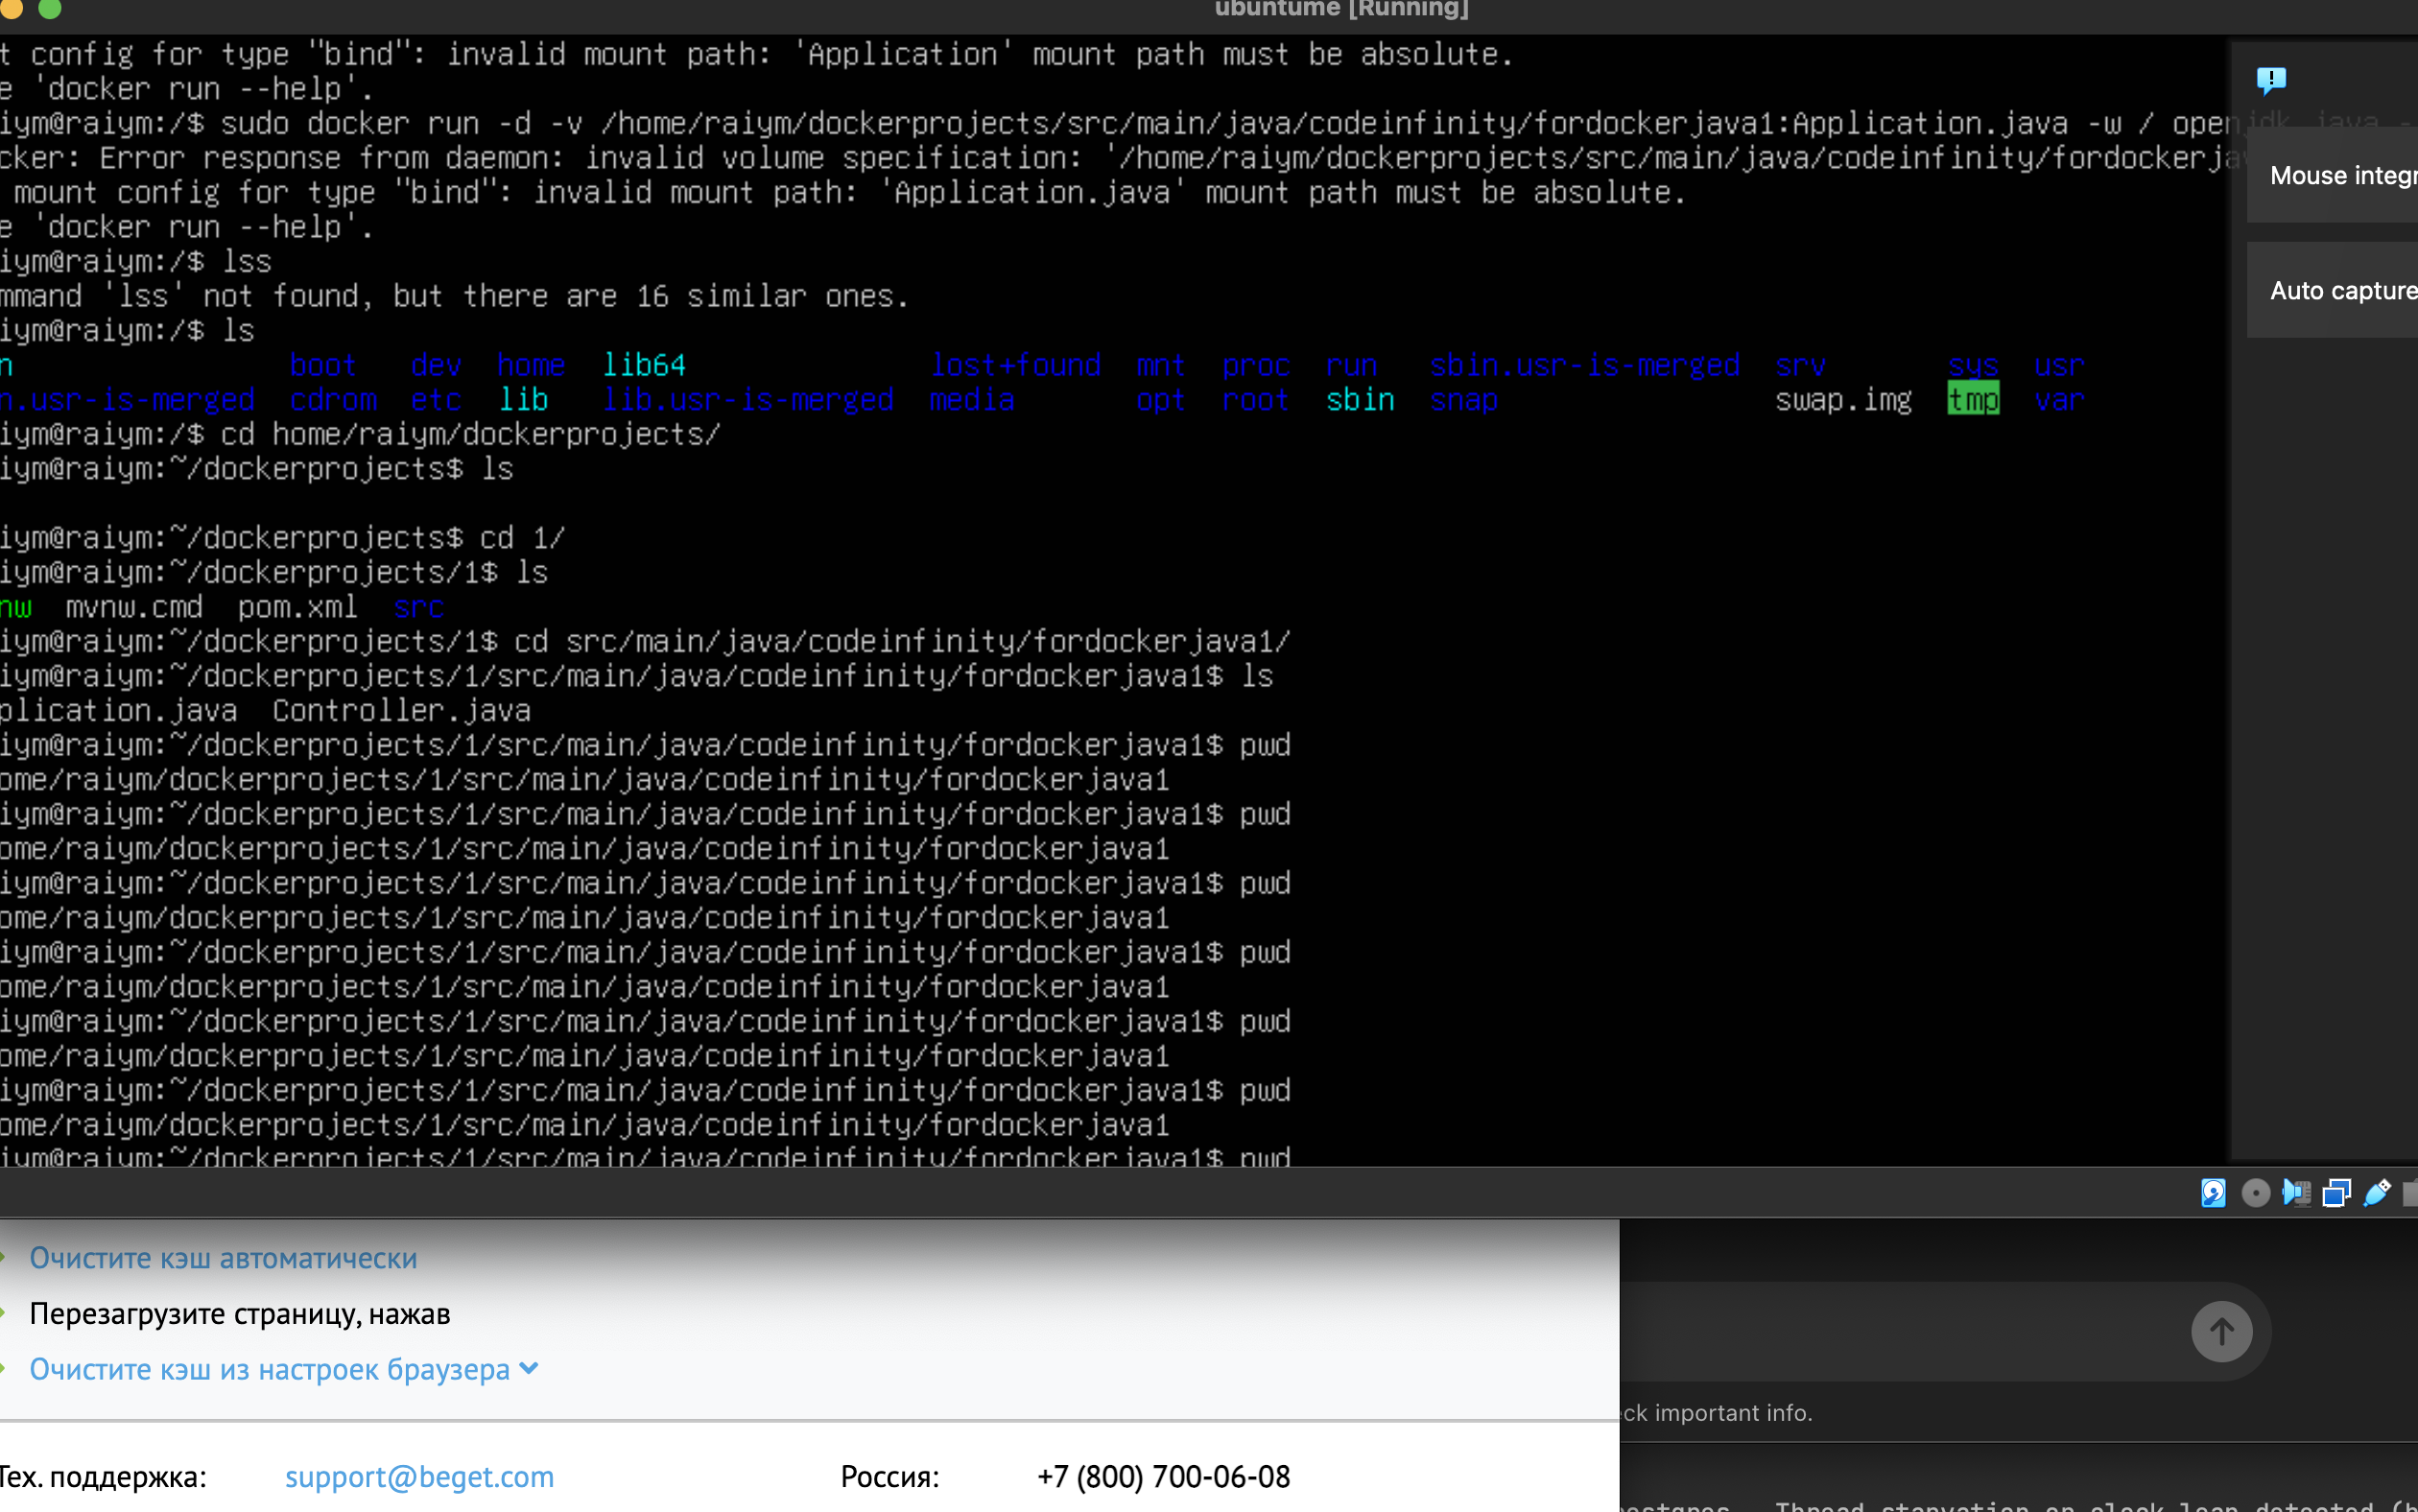 ubuntume [Running]
t config for type "bind": invalid mount path: 'Application' mount path must be absolute.
e 'docker run --help'.
iym@raiym:/$ sudo docker run -d -v /home/raiym/dockerprojects/src/main/java/codeinfinity/fordockerjava1:Application.java -w / openjdk java -
cker: Error response from daemon: invalid volume specification: '/home/raiym/dockerprojects/src/main/java/codeinfinity/fordockerja
 mount config for type "bind": invalid mount path: 'Application.java' mount path must be absolute.
e 'docker run --help'.
iym@raiym:/$ lss
mmand 'lss' not found, but there are 16 similar ones.
iym@raiym:/$ ls
n boot dev home lib64 lost+found mnt proc run sbin.usr-is-merged srv sys usr
n.usr-is-merged cdrom etc lib lib.usr-is-merged media opt root sbin snap swap.img tmp var
iym@raiym:/$ cd home/raiym/dockerprojects/
iym@raiym:~/dockerprojects$ ls
iym@raiym:~/dockerprojects$ cd 1/
iym@raiym:~/dockerprojects/1$ ls
nw mvnw.cmd pom.xml src
iym@raiym:~/dockerprojects/1$ cd src/main/java/codeinfinity/fordockerjava1/
iym@raiym:~/dockerprojects/1/src/main/java/codeinfinity/fordockerjava1$ ls
plication.java Controller.java
iym@raiym:~/dockerprojects/1/src/main/java/codeinfinity/fordockerjava1$ pwd
ome/raiym/dockerprojects/1/src/main/java/codeinfinity/fordockerjava1
iym@raiym:~/dockerprojects/1/src/main/java/codeinfinity/fordockerjava1$ pwd
ome/raiym/dockerprojects/1/src/main/java/codeinfinity/fordockerjava1
iym@raiym:~/dockerprojects/1/src/main/java/codeinfinity/fordockerjava1$ pwd
ome/raiym/dockerprojects/1/src/main/java/codeinfinity/fordockerjava1
iym@raiym:~/dockerprojects/1/src/main/java/codeinfinity/fordockerjava1$ pwd
ome/raiym/dockerprojects/1/src/main/java/codeinfinity/fordockerjava1
iym@raiym:~/dockerprojects/1/src/main/java/codeinfinity/fordockerjava1$ pwd
ome/raiym/dockerprojects/1/src/main/java/codeinfinity/fordockerjava1
iym@raiym:~/dockerprojects/1/src/main/java/codeinfinity/fordockerjava1$ pwd
ome/raiym/dockerprojects/1/src/main/java/codeinfinity/fordockerjava1
iym@raiym:~/dockerprojects/1/src/main/java/codeinfinity/fordockerjava1$ pwd
Mouse integr
Auto capture
Очистите кэш автоматически
Перезагрузите страницу, нажав
Очистите кэш из настроек браузера
Тех. поддержка: support@beget.com Россия: +7 (800) 700-06-08
ck important info.
ostgres - Thread starvation or clock leap detected (h